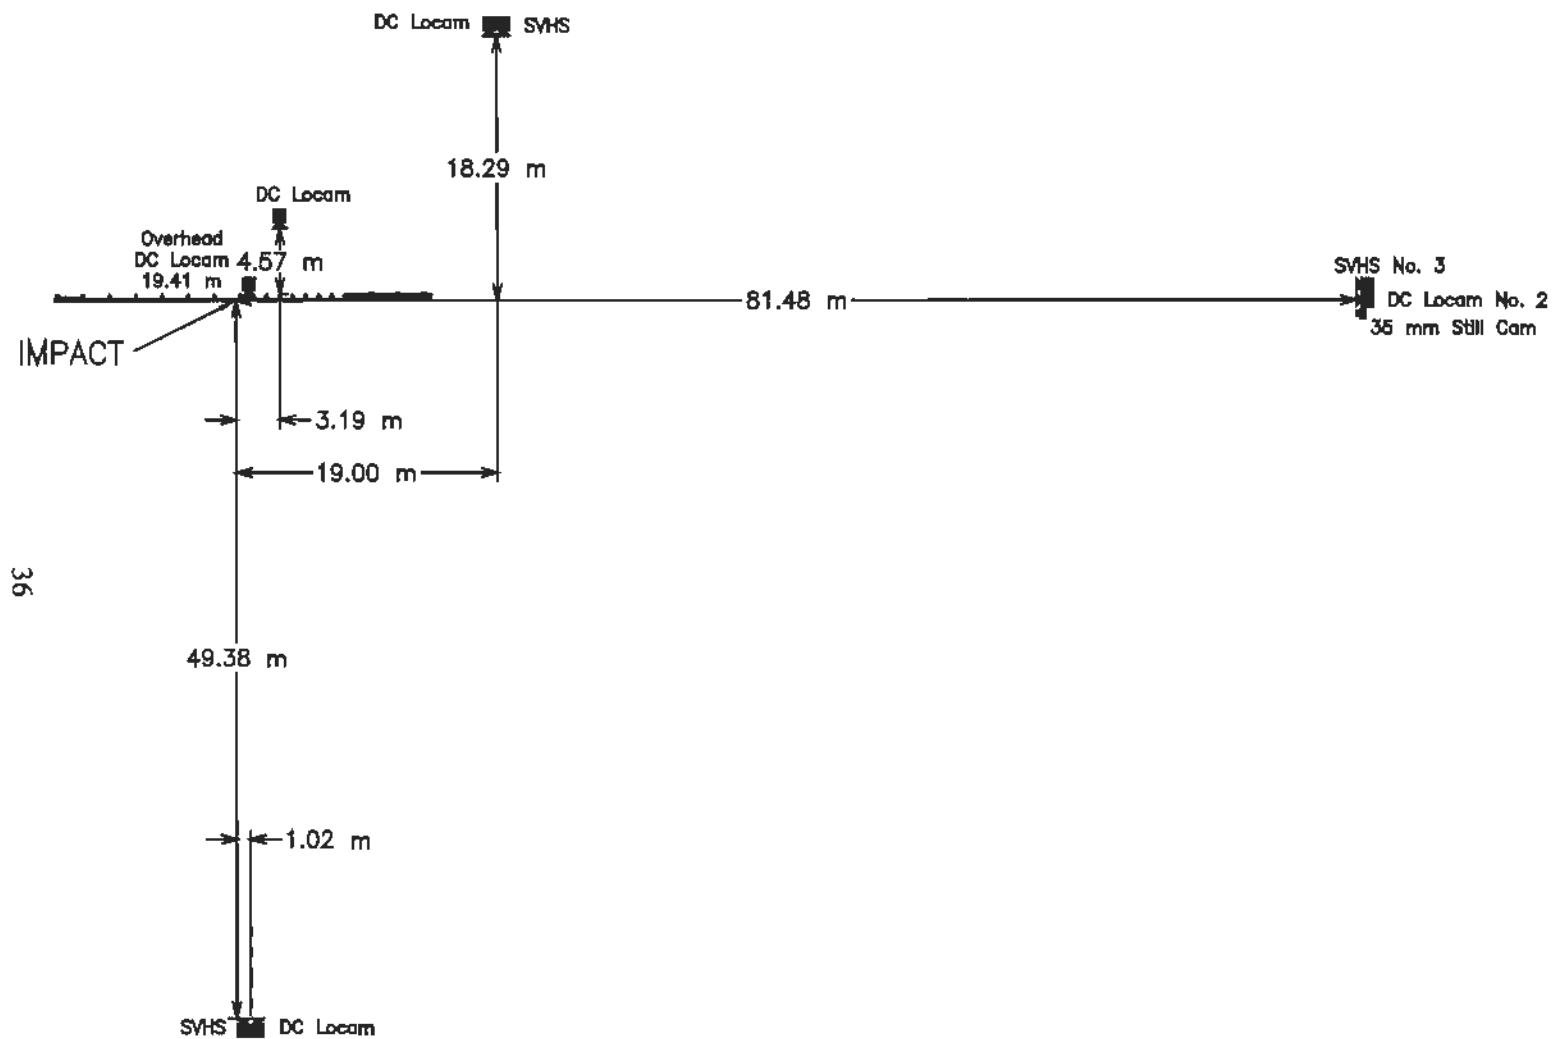 DC Locam
SVHS
18.29 m
DC Locam
Overhead
DC Locam
19.41 m
4.57 m
SVHS No. 3
81.48 m
DC Locam No. 2
35 mm Still Cam
IMPACT
3.19 m
19.00 m
36
49.38 m
1.02 m
SVHS
DC Locam